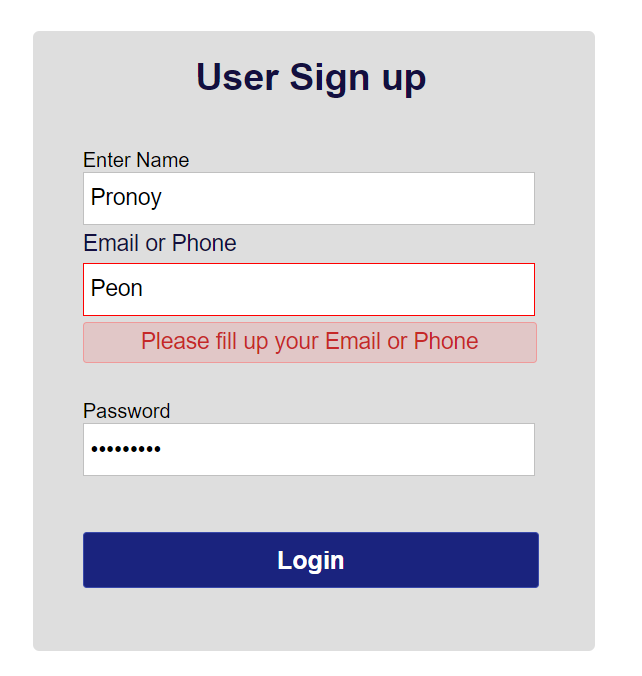 User Sign up
Enter Name
Pronoy
Email or Phone
Peon
Please fill up your Email or Phone
Password
•••••••••
Login